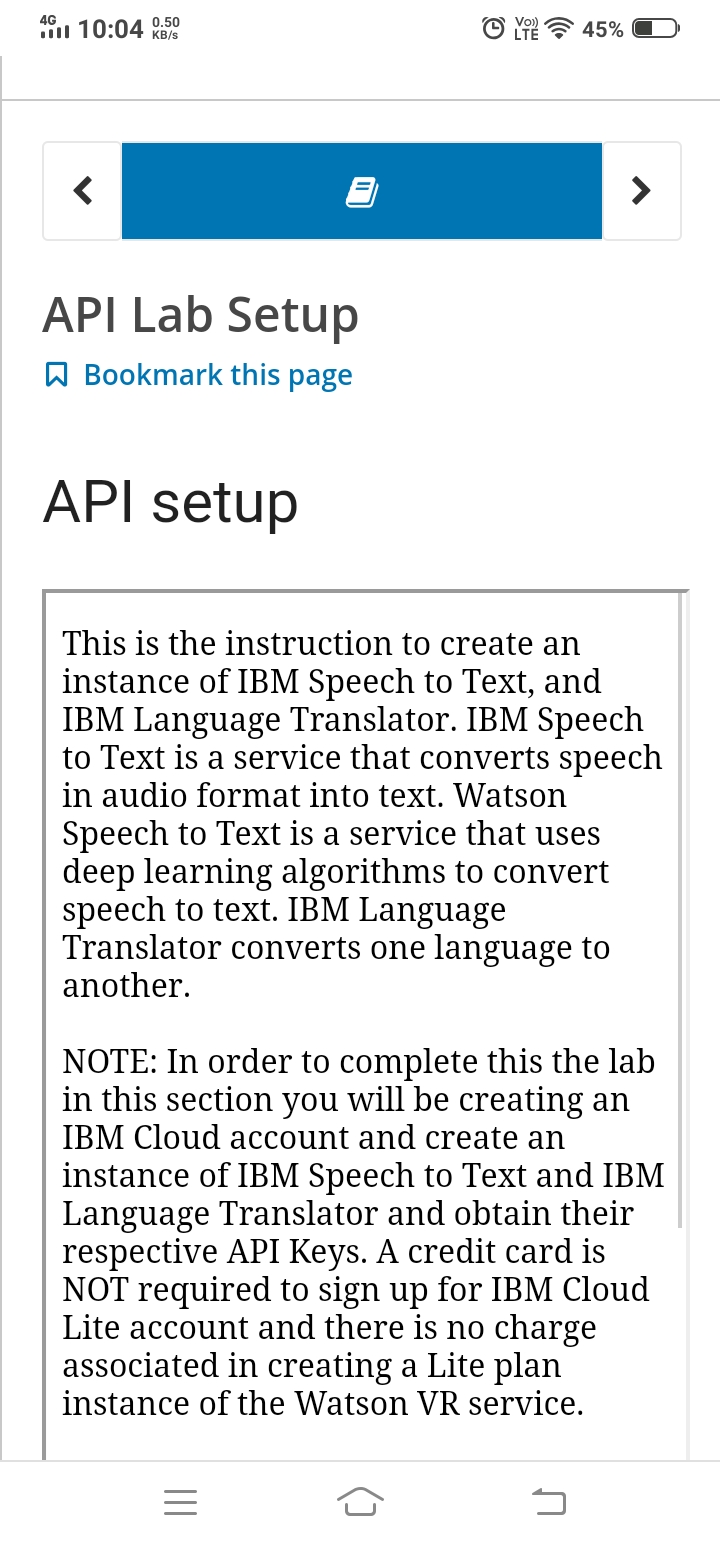 4G 10:04 0.50 KB/s Vo)) LTE 45%
API Lab Setup
Bookmark this page
API setup
This is the instruction to create an
instance of IBM Speech to Text, and
IBM Language Translator. IBM Speech
to Text is a service that converts speech
in audio format into text. Watson
Speech to Text is a service that uses
deep learning algorithms to convert
speech to text. IBM Language
Translator converts one language to
another.
NOTE: In order to complete this the lab
in this section you will be creating an
IBM Cloud account and create an
instance of IBM Speech to Text and IBM
Language Translator and obtain their
respective API Keys. A credit card is
NOT required to sign up for IBM Cloud
Lite account and there is no charge
associated in creating a Lite plan
instance of the Watson VR service.